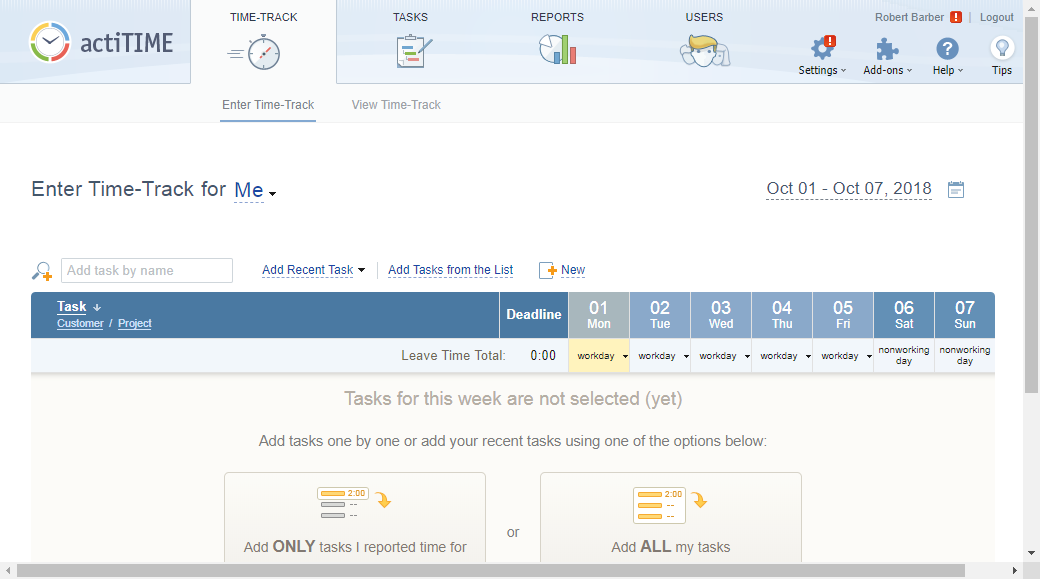 actiTIME
TIME-TRACK
TASKS
REPORTS
USERS
Robert Barber ! | Logout
Settings
Add-ons
Help
Tips
Enter Time-Track
View Time-Track
Enter Time-Track for Me
Oct 01 - Oct 07, 2018
Add task by name
Add Recent Task
Add Tasks from the List
New
Task ↓
Customer / Project
Deadline
01 02 03 04 05 06 07
Mon Tue Wed Thu Fri Sat Sun
Leave Time Total: 0:00
workday workday workday workday workday nonworking day nonworking day
Tasks for this week are not selected (yet)
Add tasks one by one or add your recent tasks using one of the options below:
2:00
--
--
Add ONLY tasks I reported time for
or
2:00
--
--
Add ALL my tasks